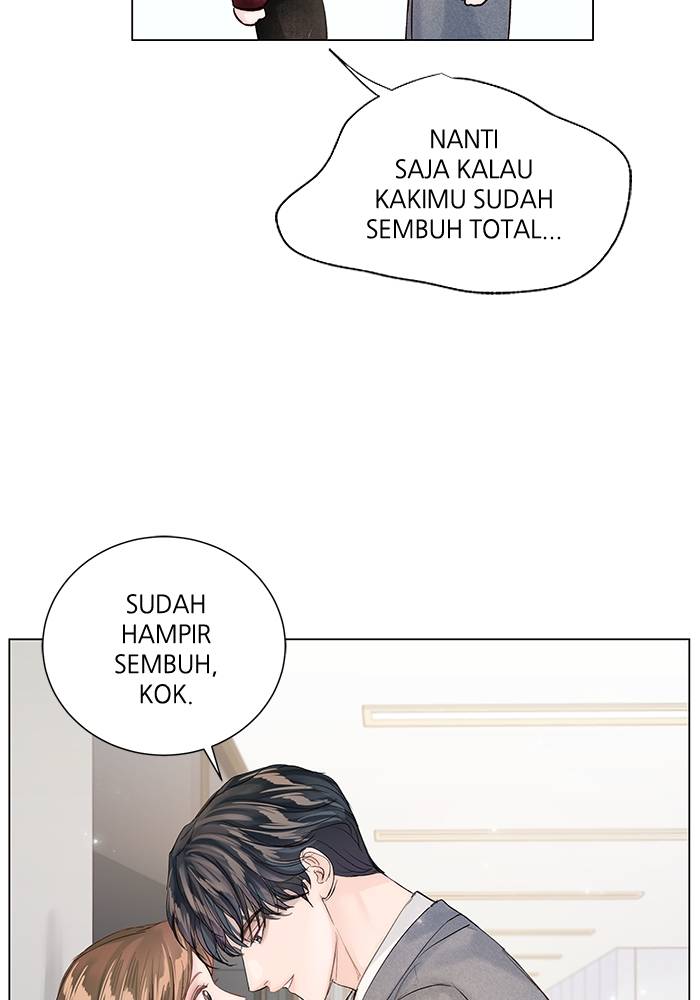 NANTI
SAJA KALAU
KAKIMU SUDAH
SEMBUH TOTAL...
SUDAH
HAMPIR
SEMBUH,
KOK.